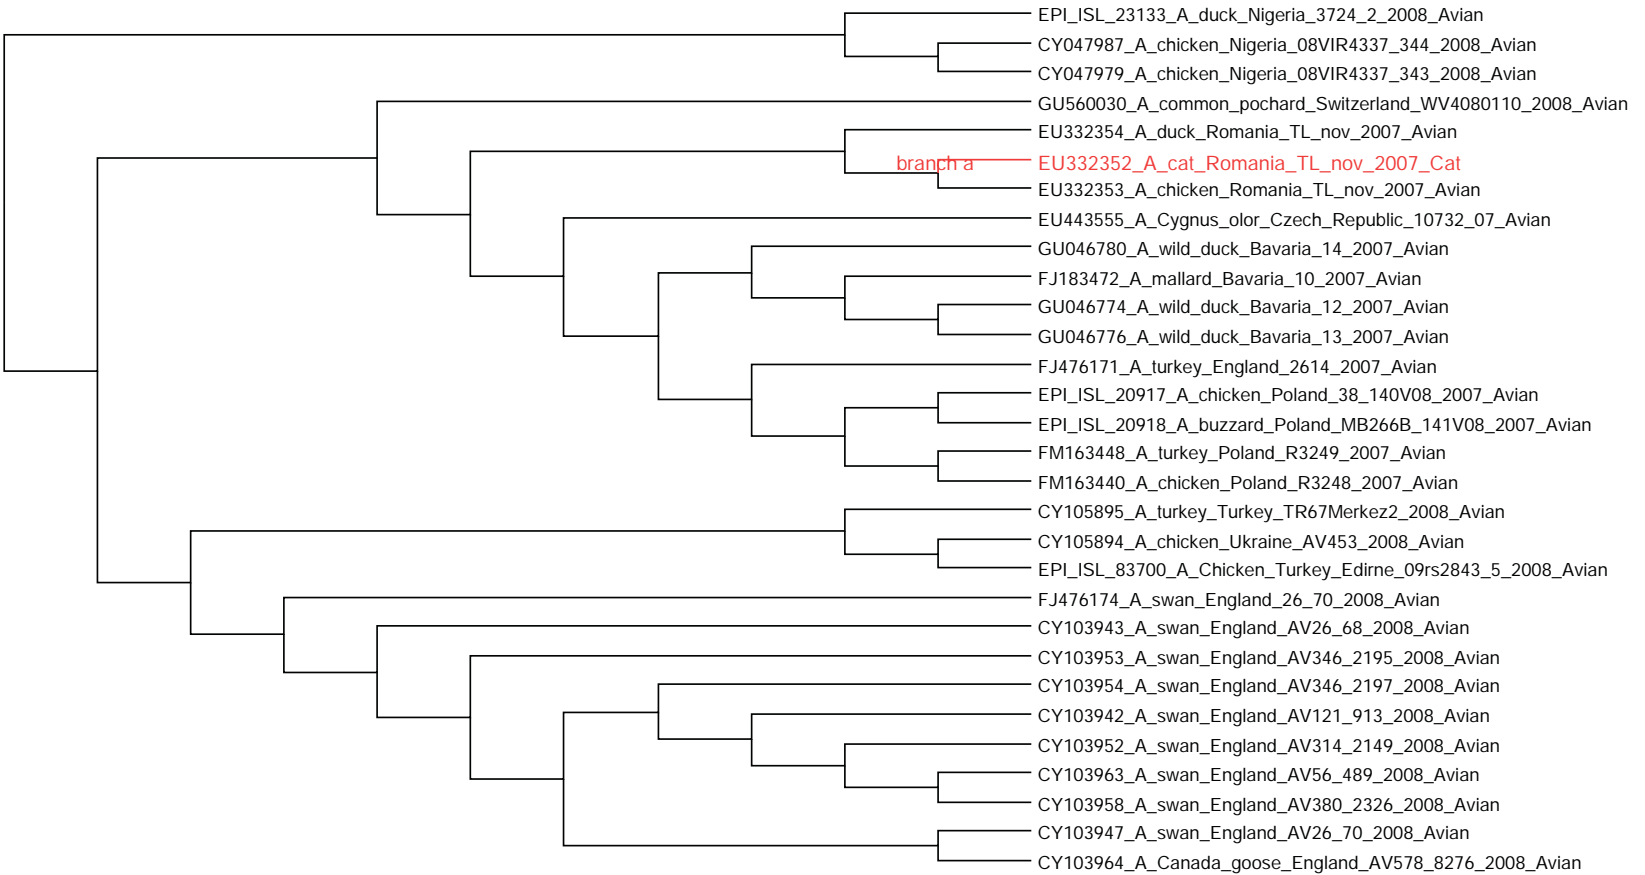 EPI_ISL_23133_A_duck_Nigeria_3724_2_2008_Avian
CY047987_A_chicken_Nigeria_08VIR4337_344_2008_Avian
CY047979_A_chicken_Nigeria_08VIR4337_343_2008_Avian
GU560030_A_common_pochard_Switzerland_WV4080110_2008_Avian
EU332354_A_duck_Romania_TL_nov_2007_Avian
branch a EU332352_A_cat_Romania_TL_nov_2007_Cat
EU332353_A_chicken_Romania_TL_nov_2007_Avian
EU443555_A_Cygnus_olor_Czech_Republic_10732_07_Avian
GU046780_A_wild_duck_Bavaria_14_2007_Avian
FJ183472_A_mallard_Bavaria_10_2007_Avian
GU046774_A_wild_duck_Bavaria_12_2007_Avian
GU046776_A_wild_duck_Bavaria_13_2007_Avian
FJ476171_A_turkey_England_2614_2007_Avian
EPI_ISL_20917_A_chicken_Poland_38_140V08_2007_Avian
EPI_ISL_20918_A_buzzard_Poland_MB266B_141V08_2007_Avian
FM163448_A_turkey_Poland_R3249_2007_Avian
FM163440_A_chicken_Poland_R3248_2007_Avian
CY105895_A_turkey_Turkey_TR67Merkez2_2008_Avian
CY105894_A_chicken_Ukraine_AV453_2008_Avian
EPI_ISL_83700_A_Chicken_Turkey_Edirne_09rs2843_5_2008_Avian
FJ476174_A_swan_England_26_70_2008_Avian
CY103943_A_swan_England_AV26_68_2008_Avian
CY103953_A_swan_England_AV346_2195_2008_Avian
CY103954_A_swan_England_AV346_2197_2008_Avian
CY103942_A_swan_England_AV121_913_2008_Avian
CY103952_A_swan_England_AV314_2149_2008_Avian
CY103963_A_swan_England_AV56_489_2008_Avian
CY103958_A_swan_England_AV380_2326_2008_Avian
CY103947_A_swan_England_AV26_70_2008_Avian
CY103964_A_Canada_goose_England_AV578_8276_2008_Avian